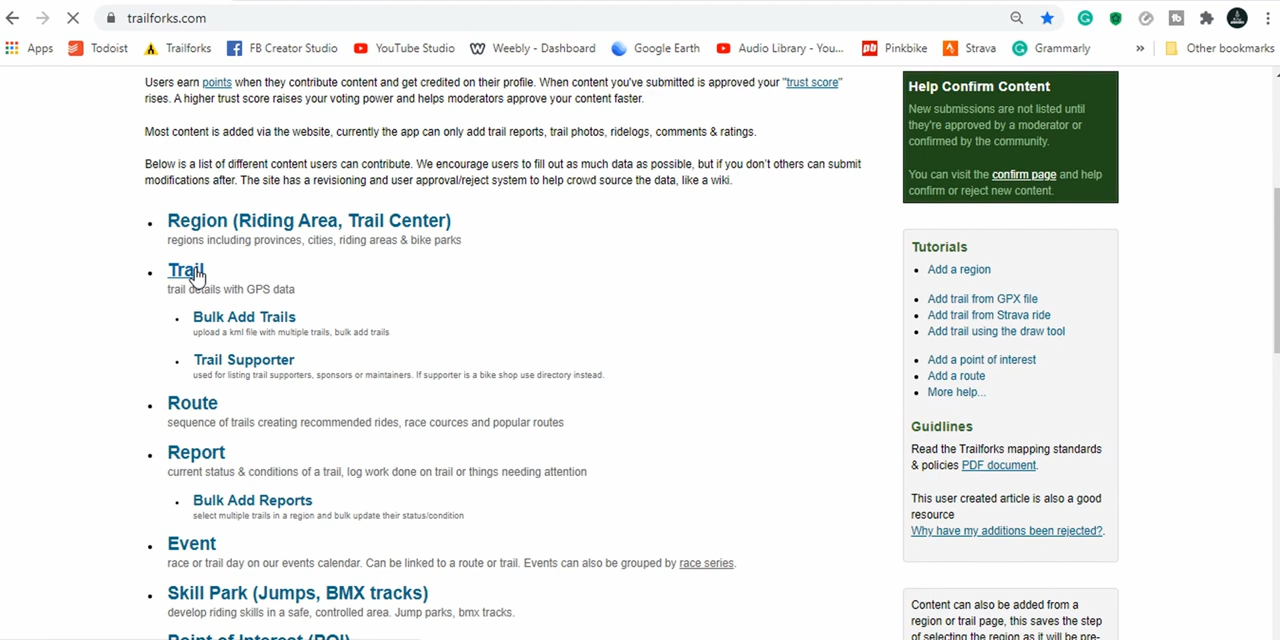 trailforks.com
Apps Todoist Trailforks FB Creator Studio YouTube Studio Weebly - Dashboard Google Earth Audio Library - You... Pinkbike Strava Grammarly » Other bookmarks
Users earn points when they contribute content and get credited on their profile. When content you've submitted is approved your "trust score"
rises. A higher trust score raises your voting power and helps moderators approve your content faster.
Most content is added via the website, currently the app can only add trail reports, trail photos, ridelogs, comments & ratings.
Below is a list of different content users can contribute. We encourage users to fill out as much data as possible, but if you don't others can submit
modifications after. The site has a revisioning and user approval/reject system to help crowd source the data, like a wiki.
• Region (Riding Area, Trail Center)
regions including provinces, cities, riding areas & bike parks
• Trail
trail details with GPS data
• Bulk Add Trails
upload a kml file with multiple trails, bulk add trails
• Trail Supporter
used for listing trail supporters, sponsors or maintainers. If supporter is a bike shop use directory instead.
• Route
sequence of trails creating recommended rides, race cources and popular routes
• Report
current status & conditions of a trail, log work done on trail or things needing attention
• Bulk Add Reports
select multiple trails in a region and bulk update their status/condition
• Event
race or trail day on our events calendar. Can be linked to a route or trail. Events can also be grouped by race series.
• Skill Park (Jumps, BMX tracks)
develop riding skills in a safe, controlled area. Jump parks, bmx tracks.
Point of Interest (POI)
Help Confirm Content
New submissions are not listed until
they're approved by a moderator or
confirmed by the community.
You can visit the confirm page and help
confirm or reject new content.
Tutorials
• Add a region
• Add trail from GPX file
• Add trail from Strava ride
• Add trail using the draw tool
• Add a point of interest
• Add a route
• More help...
Guidlines
Read the Trailforks mapping standards
& policies PDF document.
This user created article is also a good
resource
Why have my additions been rejected?.
Content can also be added from a
region or trail page, this saves the step
of selecting the region as it will be pre-